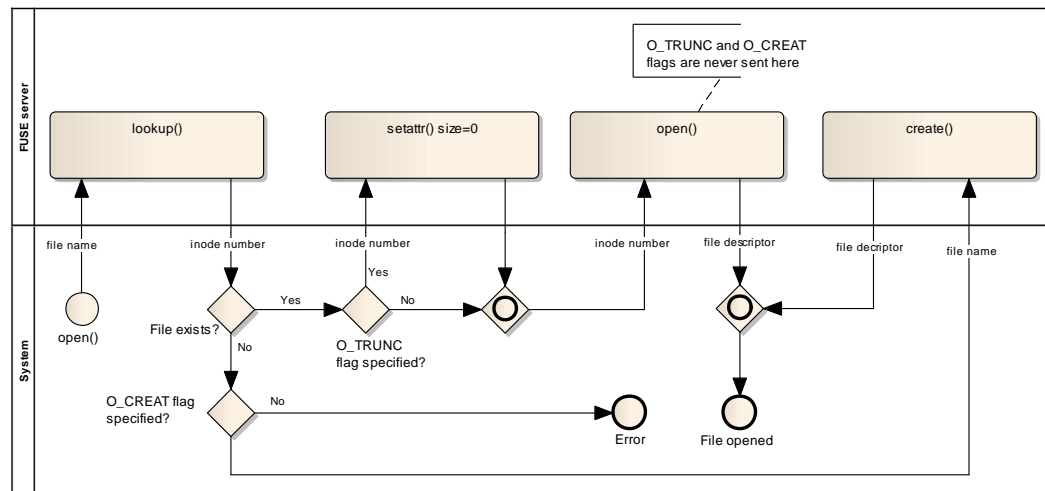 O_TRUNC and O_CREAT
flags are never sent here
FUSE server
lookup()
setattr() size=0
open()
create()
file name
inode number
inode number
inode number
file descriptor
file decriptor
file name
System
open()
File exists?
Yes
No
Yes
No
O_TRUNC
flag specified?
O_CREAT flag
specified?
No
Error
File opened